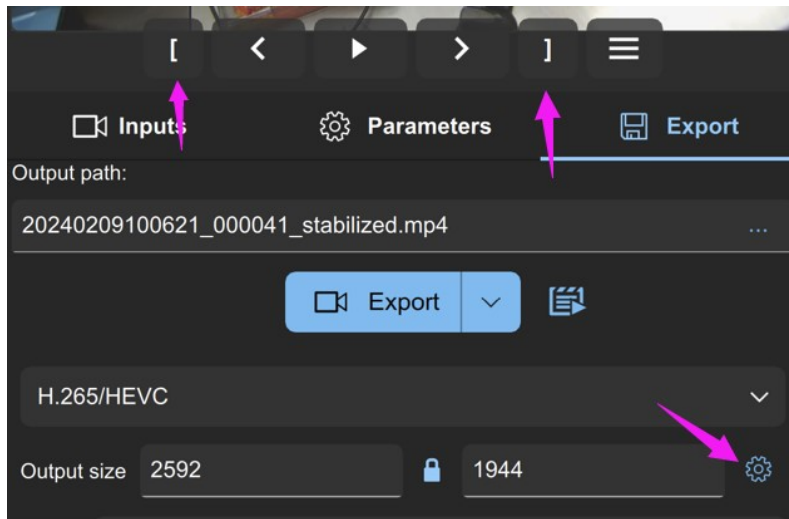 [ < > ]
Inputs Parameters Export
Output path:
20240209100621_000041_stabilized.mp4 ...
Export
H.265/HEVC
Output size 2592 1944